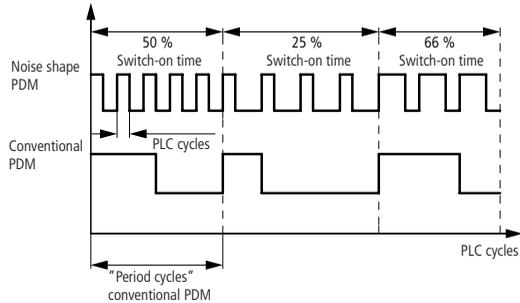 50 %
Switch-on time
25 %
Switch-on time
66 %
Switch-on time
Noise shape
PDM
PLC cycles
Conventional
PDM
PLC cycles
"Period cycles"
conventional PDM